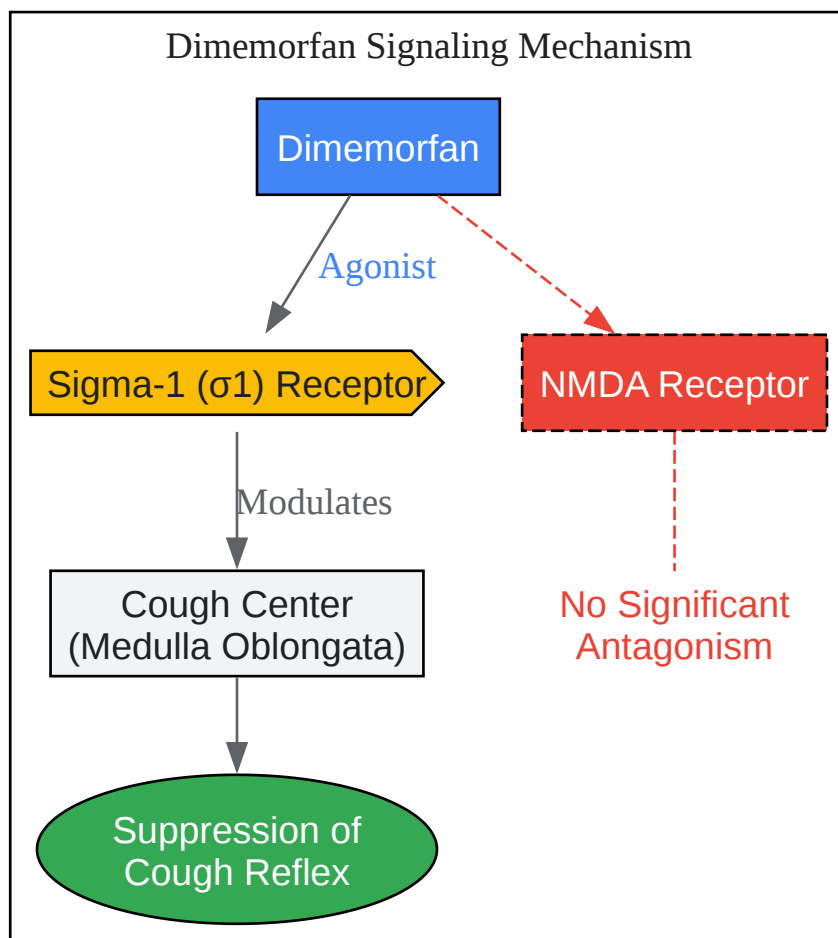 Dimemorfan Signaling Mechanism
Dimemorfan
Agonist
Sigma-1 (σ1) Receptor
NMDA Receptor
Modulates
Cough Center
(Medulla Oblongata)
No Significant
Antagonism
Suppression of
Cough Reflex